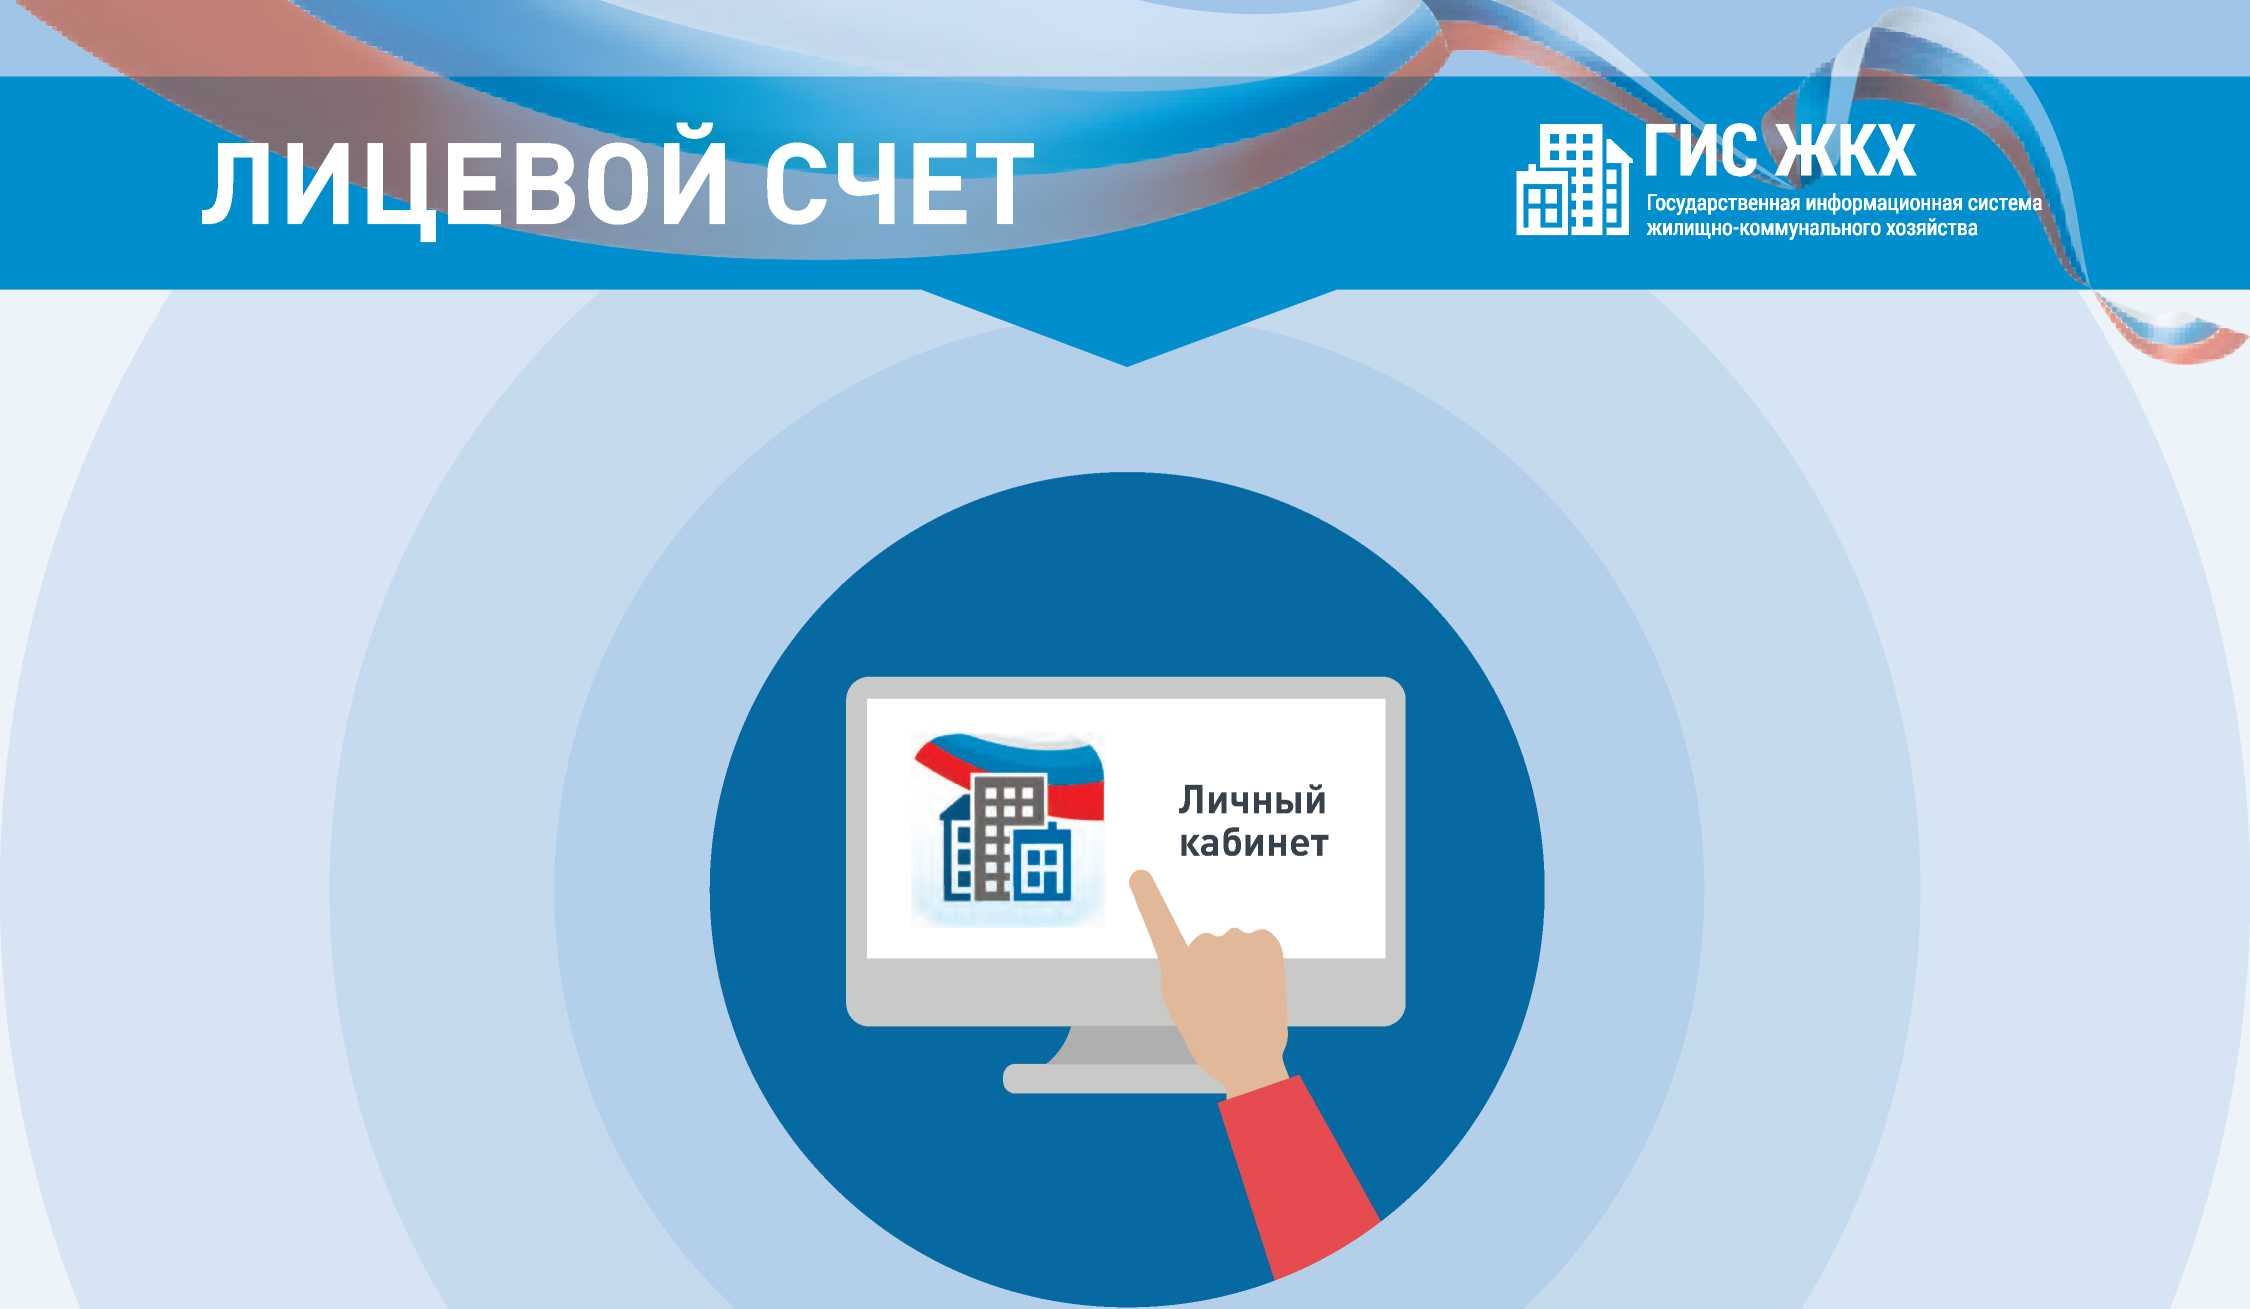 ЛИЦЕВОЙ СЧЕТ
ГИС ЖКХ
Государственная информационная система
жилищно-коммунального хозяйства
Личный
кабинет